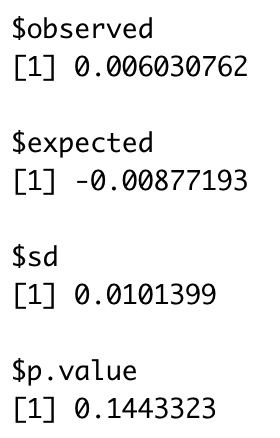 $observed
[1] 0.006030762
$expected
[1] -0.00877193
$sd
[1] 0.0101399
$p.value
[1] 0.1443323